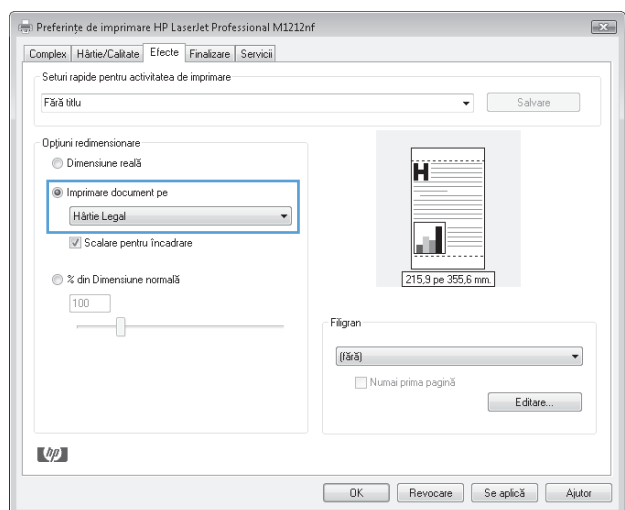 Preferințe de imprimare HP LaserJet Professional M1212nf
Complex Hârtie/Calitate Efecte Finalizare Servicii
Seturi rapide pentru activitatea de imprimare
Fără titlu Salvare
Opţiuni redimensionare
Dimensiune reală
Imprimare document pe
Hârtie Legal
Scalare pentru încadrare
% din Dimensiune normală
100
H
215,9 pe 355,6 mm.
Filigran
(fără)
Numai prima pagină
Editare...
hp
OK Revocare Se aplică Ajutor